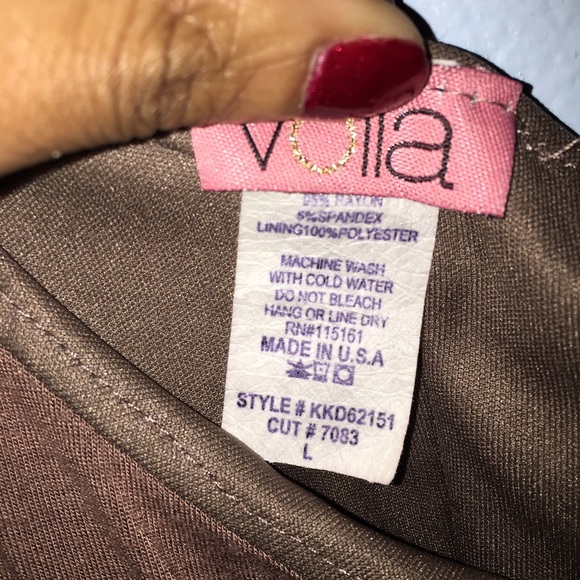 volla
95% RAYON
5%SPANDEX
LINING100%POLYESTER
MACHINE WASH
WITH COLD WATER
DO NOT BLEACH
HANG OR LINE DRY
RN#115161
MADE IN U.S.A
STYLE # KKD62151
CUT # 7083
L